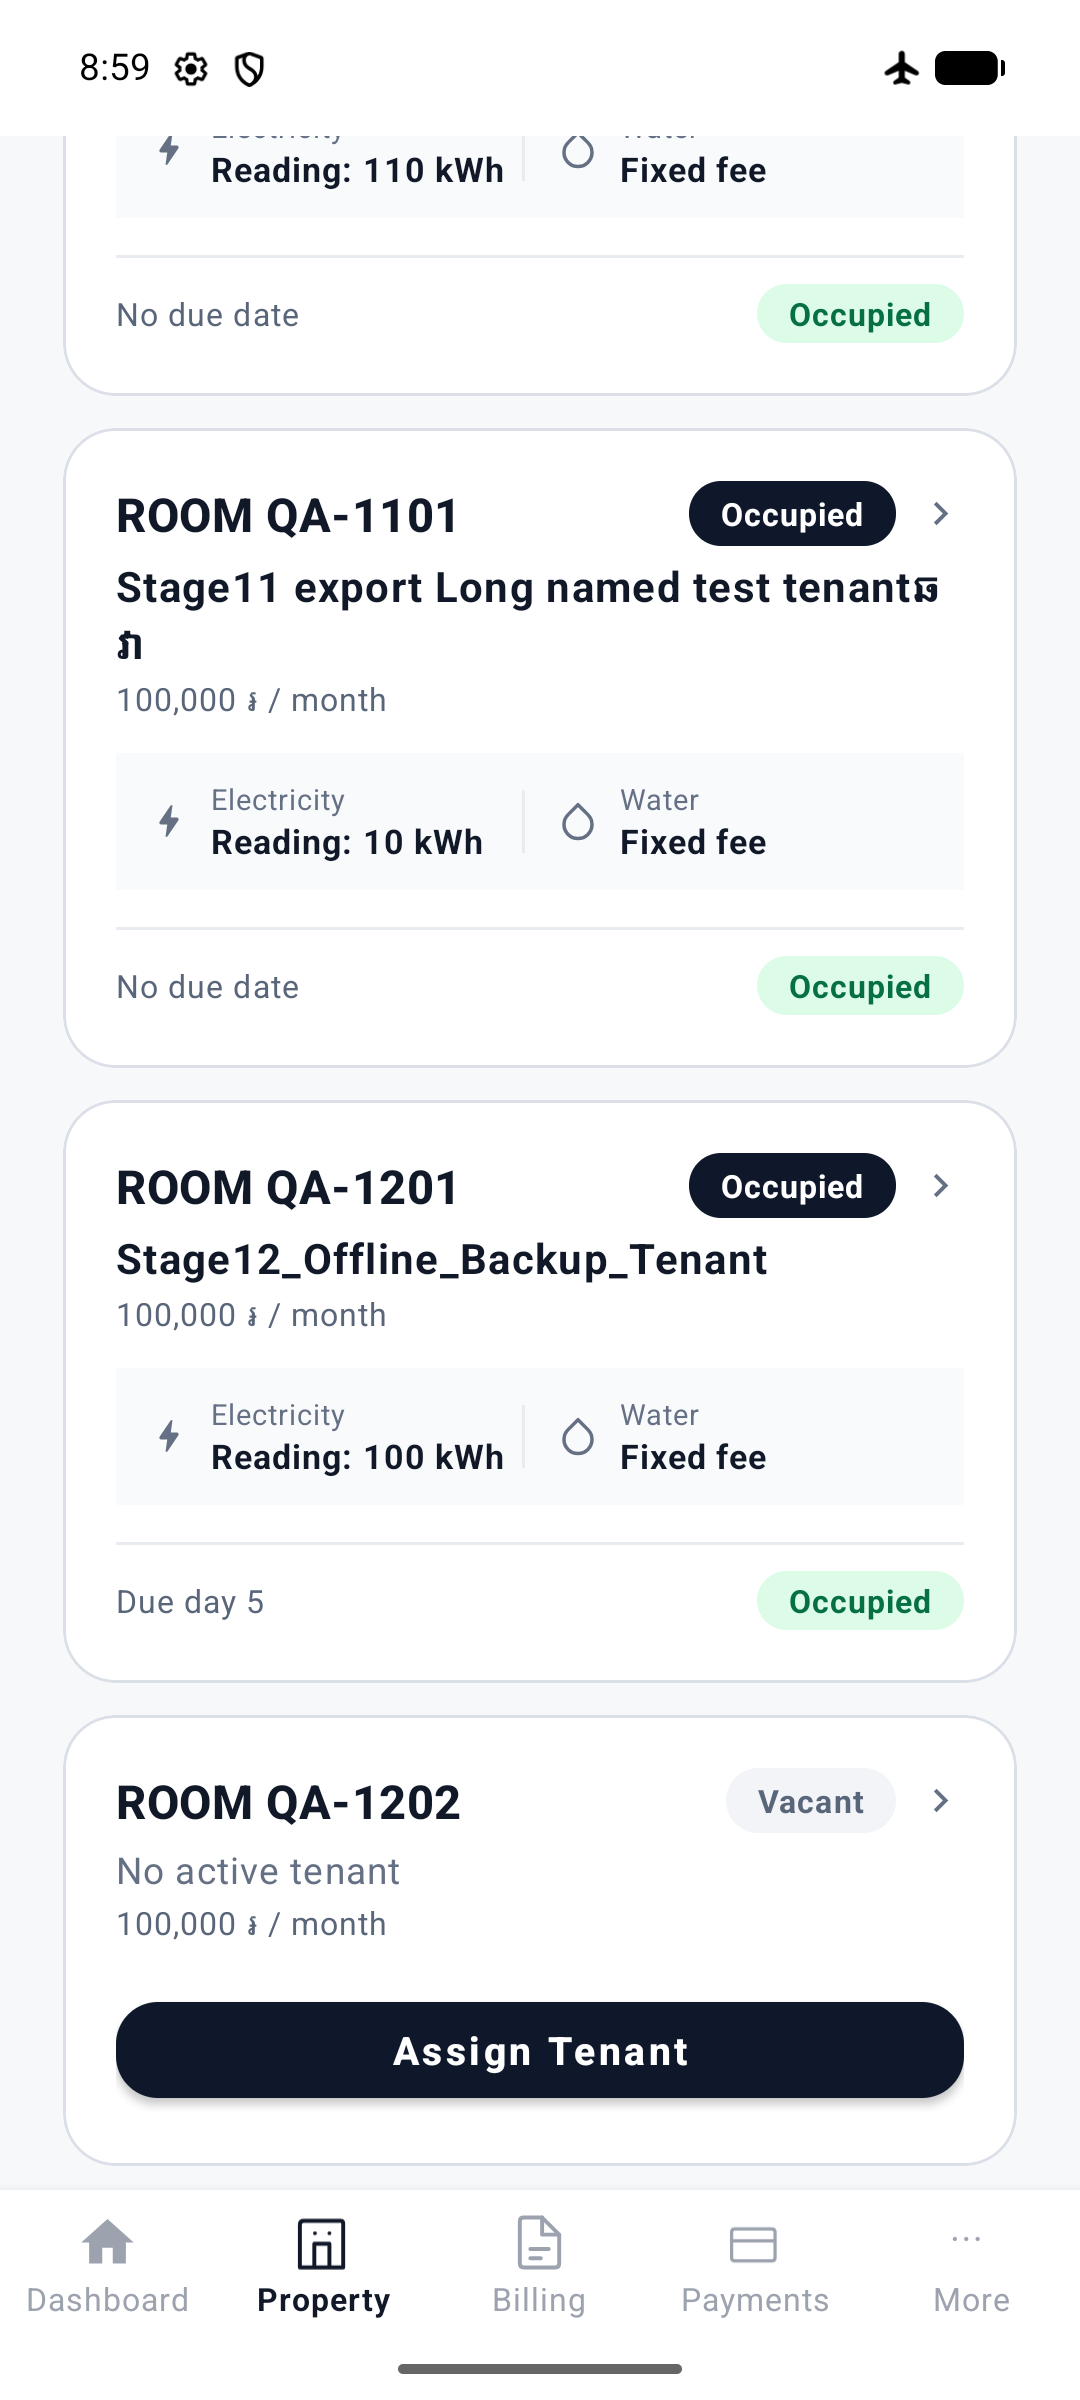 8:59
Electricity
Water
Reading: 110 kWh
Fixed fee
No due date
Occupied
ROOM QA-1101
Occupied
Stage11 export Long named test tenantឆ
វា
100,000 ៛ / month
Electricity
Water
Reading: 10 kWh
Fixed fee
No due date
Occupied
ROOM QA-1201
Occupied
Stage12_Offline_Backup_Tenant
100,000 ៛ / month
Electricity
Water
Reading: 100 kWh
Fixed fee
Due day 5
Occupied
ROOM QA-1202
Vacant
No active tenant
100,000 ៛ / month
Assign Tenant
Dashboard
Property
Billing
Payments
More